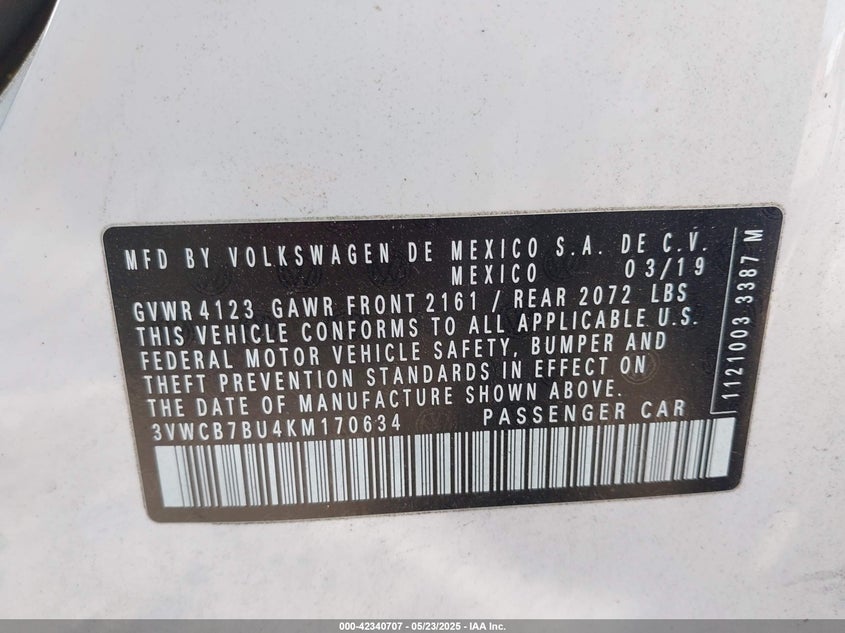 MFD BY VOLKSWAGEN DE MEXICO S.A. DE C.V.
MEXICO 03/19
GVWR 4123 GAWR FRONT 2161 / REAR 2072 LBS
THIS VEHICLE CONFORMS TO ALL APPLICABLE U.S.
FEDERAL MOTOR VEHICLE SAFETY, BUMPER AND
THEFT PREVENTION STANDARDS IN EFFECT ON
THE DATE OF MANUFACTURE SHOWN ABOVE.
3VWCB7BU4KM170634 PASSENGER CAR
1121003 3387 M
000-42340707 - 05/23/2025 - IAA Inc.